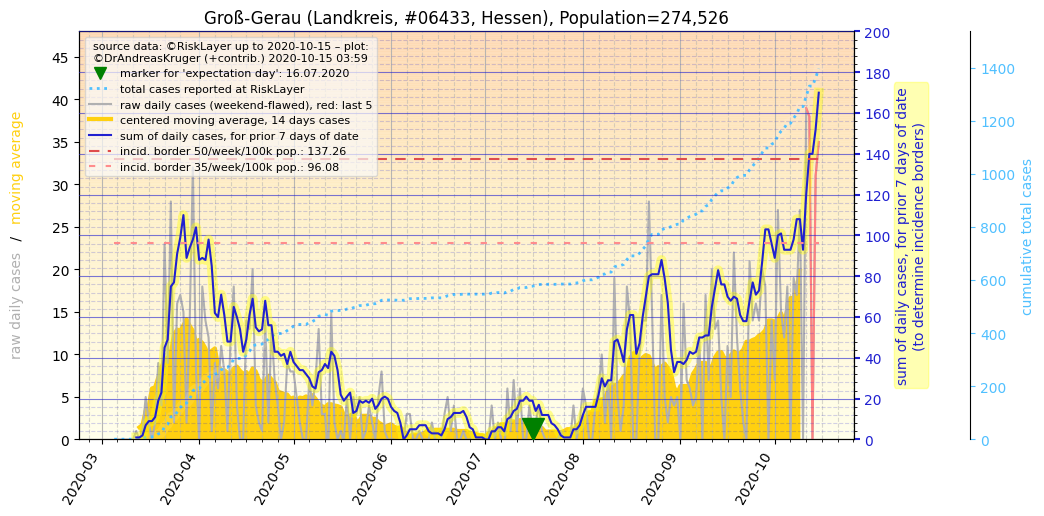 Groß-Gerau (Landkreis, #06433, Hessen), Population=274,526
source data: ©RiskLayer up to 2020-10-15 – plot:
©DrAndreasKruger (+contrib.) 2020-10-15 03:59
marker for 'expectation day': 16.07.2020
total cases reported at RiskLayer
raw daily cases (weekend-flawed), red: last 5
centered moving average, 14 days cases
sum of daily cases, for prior 7 days of date
incid. border 50/week/100k pop.: 137.26
incid. border 35/week/100k pop.: 96.08
raw daily cases / moving average
45
40
35
30
25
20
15
10
5
0
2020-03
2020-04
2020-05
2020-06
2020-07
2020-08
2020-09
2020-10
200
180
160
140
120
100
80
60
40
20
0
sum of daily cases, for prior 7 days of date
(to determine incidence borders)
1400
1200
1000
800
600
400
200
0
cumulative total cases